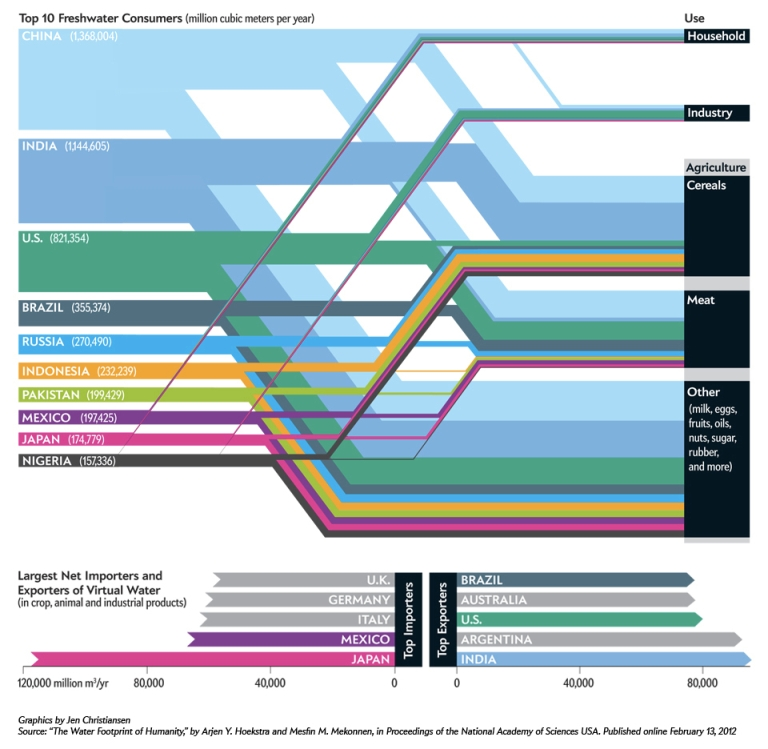 Top 10 Freshwater Consumers (million cubic meters per year)
Use
CHINA (1,368,004)
Household
Industry
INDIA (1,144,605)
Agriculture
Cereals
U.S. (821,354)
Meat
BRAZIL (355,374)
RUSSIA (270,490)
INDONESIA (232,239)
PAKISTAN (199,429)
MEXICO (197,425)
JAPAN (174,779)
NIGERIA (157,336)
Other
(milk, eggs,
fruits, oils,
nuts, sugar,
rubber,
and more)
Largest Net Importers and
Exporters of Virtual Water
(in crop, animal and industrial products)
U.K.
GERMANY
ITALY
MEXICO
JAPAN
Top Importers
Top Exporters
BRAZIL
AUSTRALIA
U.S.
ARGENTINA
INDIA
120,000 million m³/yr
80,000
40,000
0
0
40,000
80,000
Graphics by Jen Christiansen
Source: "The Water Footprint of Humanity," by Arjen Y. Hoekstra and Mesfin M. Mekonnen, in Proceedings of the National Academy of Sciences USA. Published online February 13, 2012